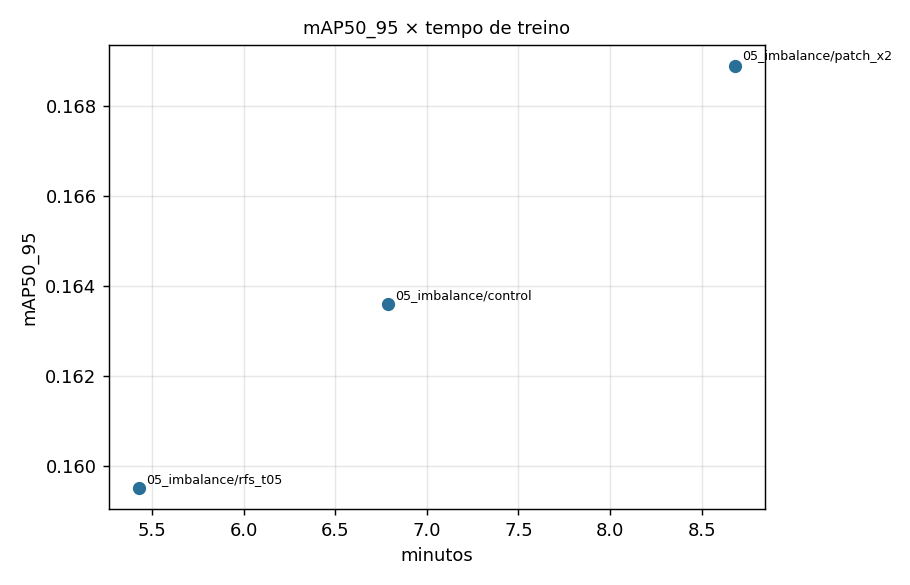 mAP50_95 × tempo de treino
05_imbalance/patch_x2
0.168
0.166
0.164
05_imbalance/control
0.162
0.160
05_imbalance/rfs_t05
mAP50_95
5.5 6.0 6.5 7.0 7.5 8.0 8.5
minutos